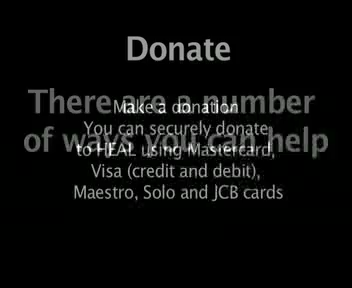 Donate
There are a number
of ways you can help
Make a donation
You can securely donate
to HEAL using Mastercard,
Visa (credit and debit),
Maestro, Solo and JCB cards